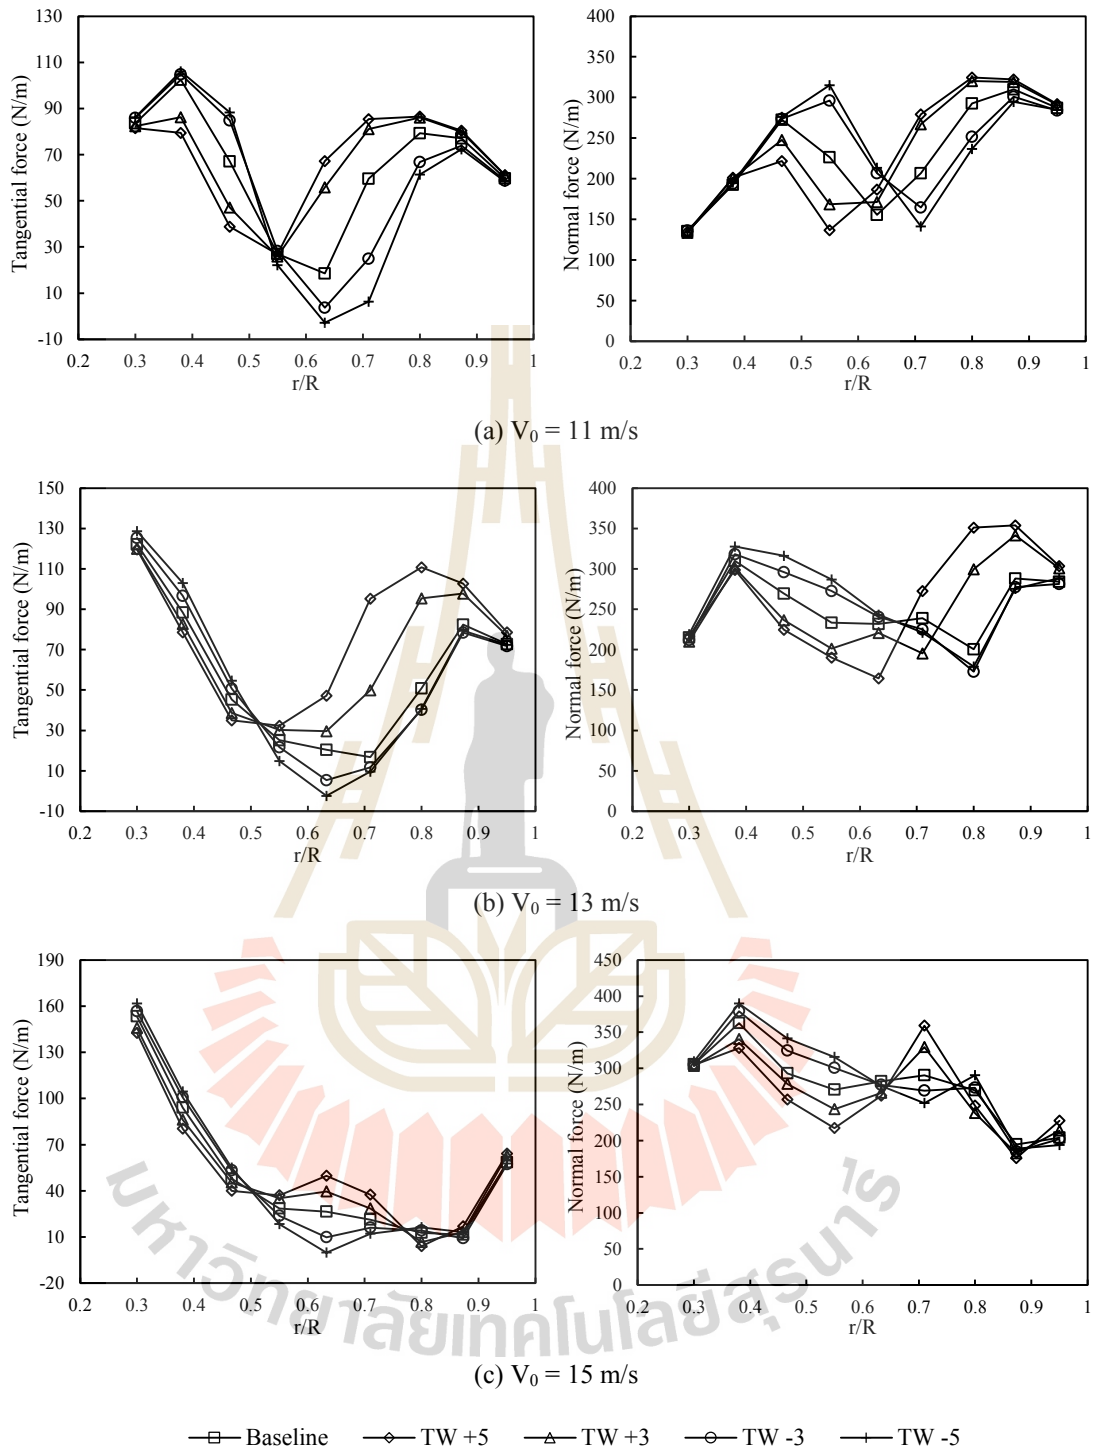 130
110
90
70
50
30
10
-10
Tangential force (N/m)
0.2 0.3 0.4 0.5 0.6 0.7 0.8 0.9 1
r/R
400
350
300
250
200
150
100
50
0
Normal force (N/m)
0.2 0.3 0.4 0.5 0.6 0.7 0.8 0.9 1
r/R
(a) V₀ = 11 m/s
150
130
110
90
70
50
30
10
-10
Tangential force (N/m)
0.2 0.3 0.4 0.5 0.6 0.7 0.8 0.9 1
r/R
400
350
300
250
200
150
100
50
0
Normal force (N/m)
0.2 0.3 0.4 0.5 0.6 0.7 0.8 0.9 1
r/R
(b) V₀ = 13 m/s
190
160
130
100
70
40
10
-20
Tangential force (N/m)
0.2 0.3 0.4 0.5 0.6 0.7 0.8 0.9 1
r/R
450
400
350
300
250
200
150
100
50
0
Normal force (N/m)
0.2 0.3 0.4 0.5 0.6 0.7 0.8 0.9 1
r/R
มหาวิทยาลัยเทคโนโลยีสุรนารี
(c) V₀ = 15 m/s
Baseline TW +5 TW +3 TW -3 TW -5